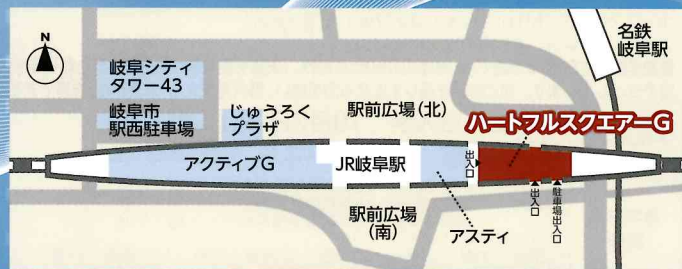 N
名鉄
岐阜駅
岐阜シティ
タワー43
岐阜市
駅西駐車場
じゅうろく
プラザ
駅前広場(北)
ハートフルスクエアーG
アクティブG
JR岐阜駅
出入口
駅前広場
(南)
アスティ
出入口
駐車場出入口